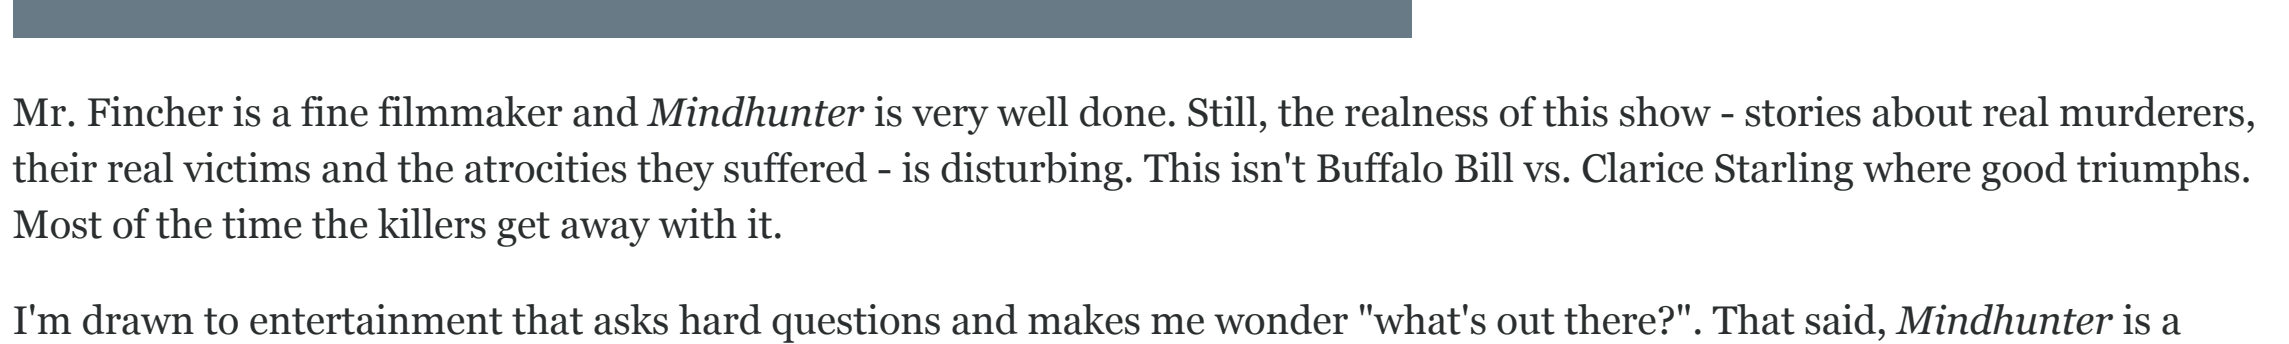 Mr. Fincher is a fine filmmaker and Mindhunter is very well done. Still, the realness of this show - stories about real murderers,
their real victims and the atrocities they suffered - is disturbing. This isn't Buffalo Bill vs. Clarice Starling where good triumphs.
Most of the time the killers get away with it.
I'm drawn to entertainment that asks hard questions and makes me wonder "what's out there?". That said, Mindhunter is a